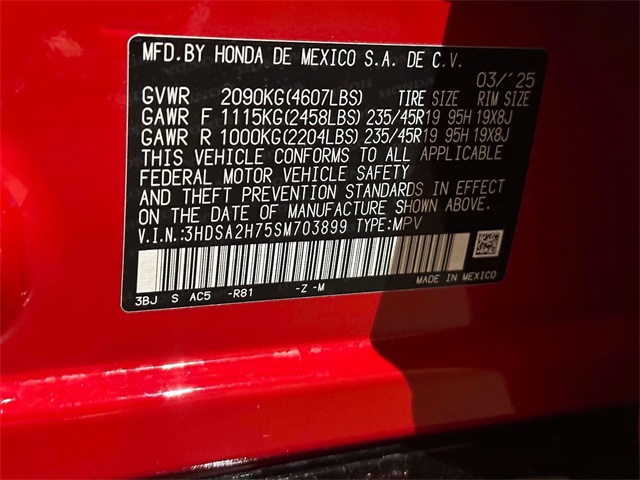 MFD.BY HONDA DE MEXICO S.A. DE C.V.
03/'25
GVWR 2090KG(4607LBS) TIRE SIZE RIM SIZE
GAWR F 1115KG(2458LBS) 235/45R19 95H 19X8J
GAWR R 1000KG(2204LBS) 235/45R19 95H 19X8J
THIS VEHICLE CONFORMS TO ALL APPLICABLE
FEDERAL MOTOR VEHICLE SAFETY
AND THEFT PREVENTION STANDARDS IN EFFECT
ON THE DATE OF MANUFACTURE SHOWN ABOVE.
V.I.N.:3HDSA2H75SM703899 TYPE:MPV
3BJ S AC5 -R81 -Z -M MADE IN MEXICO